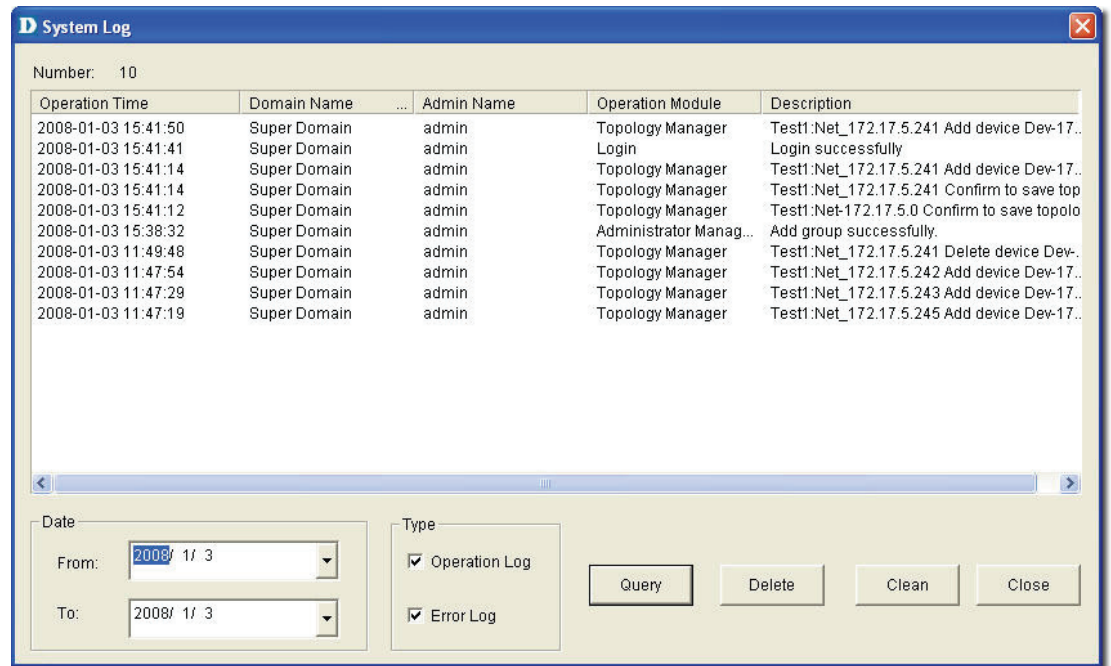 D System Log
Number: 10
Operation Time Domain Name ... Admin Name Operation Module Description
2008-01-03 15:41:50 Super Domain admin Topology Manager Test1:Net_172.17.5.241 Add device Dev-17..
2008-01-03 15:41:41 Super Domain admin Login Login successfully
2008-01-03 15:41:14 Super Domain admin Topology Manager Test1:Net_172.17.5.241 Add device Dev-17..
2008-01-03 15:41:14 Super Domain admin Topology Manager Test1:Net_172.17.5.241 Confirm to save top
2008-01-03 15:41:12 Super Domain admin Topology Manager Test1:Net-172.17.5.0 Confirm to save topolo
2008-01-03 15:38:32 Super Domain admin Administrator Manag... Add group successfully.
2008-01-03 11:49:48 Super Domain admin Topology Manager Test1:Net_172.17.5.241 Delete device Dev-.
2008-01-03 11:47:54 Super Domain admin Topology Manager Test1:Net_172.17.5.242 Add device Dev-17..
2008-01-03 11:47:29 Super Domain admin Topology Manager Test1:Net_172.17.5.243 Add device Dev-17..
2008-01-03 11:47:19 Super Domain admin Topology Manager Test1:Net_172.17.5.245 Add device Dev-17..
Date Type
From: 2008/ 1/ 3 Operation Log
Query Delete Clean Close
To: 2008/ 1/ 3 Error Log